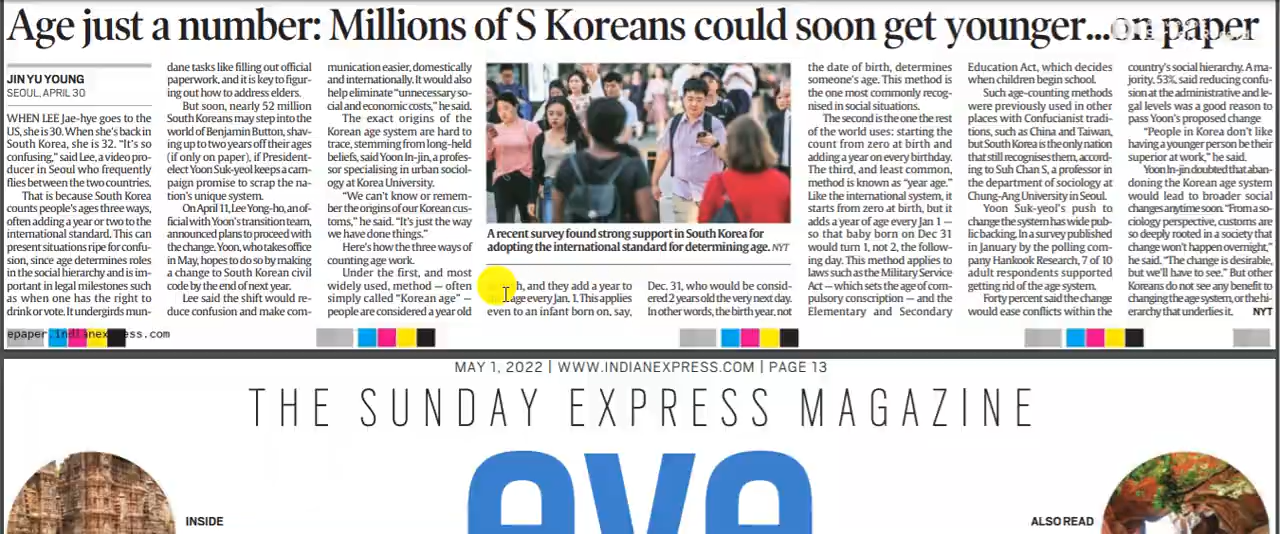 Age just a number: Millions of S Koreans could soon get younger...on paper
JIN YU YOUNG
SEOUL, APRIL 30
WHEN LEE Jae-hye goes to the
US, she is 30. When she's back in
South Korea, she is 32. "It's so
confusing," said Lee, a video pro-
ducer in Seoul who frequently
flies between the two countries.
That is because South Korea
counts people's ages three ways,
often adding a year or two to the
international standard. This can
present situations ripe for confu-
sion, since age determines roles
in the social hierarchy and is im-
portant in legal milestones such
as when one has the right to
drink or vote. It undergirds mun-
dane tasks like filling out official
paperwork, and it is key to figur-
ing out how to address elders.
But soon, nearly 52 million
South Koreans may step into the
world of Benjamin Button, shav-
ing up to two years off their ages
(if only on paper), if President-
elect Yoon Suk-yeol keeps a cam-
paign promise to scrap the na-
tion's unique system.
On April 11, Lee Yong-ho, an of-
ficial with Yoon's transition team,
announced plans to proceed with
the change. Yoon, who takes office
in May, hopes to do so by making
a change to South Korean civil
code by the end of next year.
Lee said the shift would re-
duce confusion and make com-
munication easier, domestically
and internationally. It would also
help eliminate "unnecessary so-
cial and economic costs," he said.
The exact origins of the
Korean age system are hard to
trace, stemming from long-held
beliefs, said Yoon In-jin, a profes-
sor specialising in urban sociol-
ogy at Korea University.
"We can't know or remem-
ber the origins of our Korean cus-
toms," he said. "It's just the way
we have done things."
Here's how the three ways of
counting age work.
Under the first, and most
widely used, method — often
simply called "Korean age" —
people are considered a year old
A recent survey found strong support in South Korea for
adopting the international standard for determining age. NYT
and they add a year to
age every Jan. 1. This applies
even to an infant born on, say,
Dec. 31, who would be consid-
ered 2 years old the very next day.
In other words, the birth year, not
the date of birth, determines
someone's age. This method is
the one most commonly recog-
nised in social situations.
The second is the one the rest
of the world uses: starting the
count from zero at birth and
adding a year on every birthday.
The third, and least common,
method is known as "year age."
Like the international system, it
starts from zero at birth, but it
adds a year of age every Jan 1 —
so that baby born on Dec 31
would turn 1, not 2, the follow-
ing day. This method applies to
laws such as the Military Service
Act — which sets the age of com-
pulsory conscription — and the
Elementary and Secondary
Education Act, which decides
when children begin school.
Such age-counting methods
were previously used in other
places with Confucianist tradi-
tions, such as China and Taiwan,
but South Korea is the only nation
that still recognises them, accord-
ing to Suh Chan S, a professor in
the department of sociology at
Chung-Ang University in Seoul.
Yoon Suk-yeol's push to
change the system has wide pub-
lic backing. In a survey published
in January by the polling com-
pany Hankook Research, 7 of 10
adult respondents supported
getting rid of the age system.
Forty percent said the change
would ease conflicts within the
country's social hierarchy. A ma-
jority, 53%, said reducing confu-
sion at the administrative and le-
gal levels was a good reason to
pass Yoon's proposed change
"People in Korea don't like
having a younger person be their
superior at work," he said.
Yoon In-jin doubted that aban-
doning the Korean age system
would lead to broader social
changes anytime soon. "From a so-
ciology perspective, customs are
so deeply rooted in a society that
change won't happen overnight,"
he said. "The change is desirable,
but we'll have to see." But other
Koreans do not see any benefit to
changing the age system, or the hi-
erarchy that underlies it. NYT
epaper.indianexpress.com
MAY 1, 2022 | WWW.INDIANEXPRESS.COM | PAGE 13
THE SUNDAY EXPRESS MAGAZINE
eye
INSIDE
ALSO READ